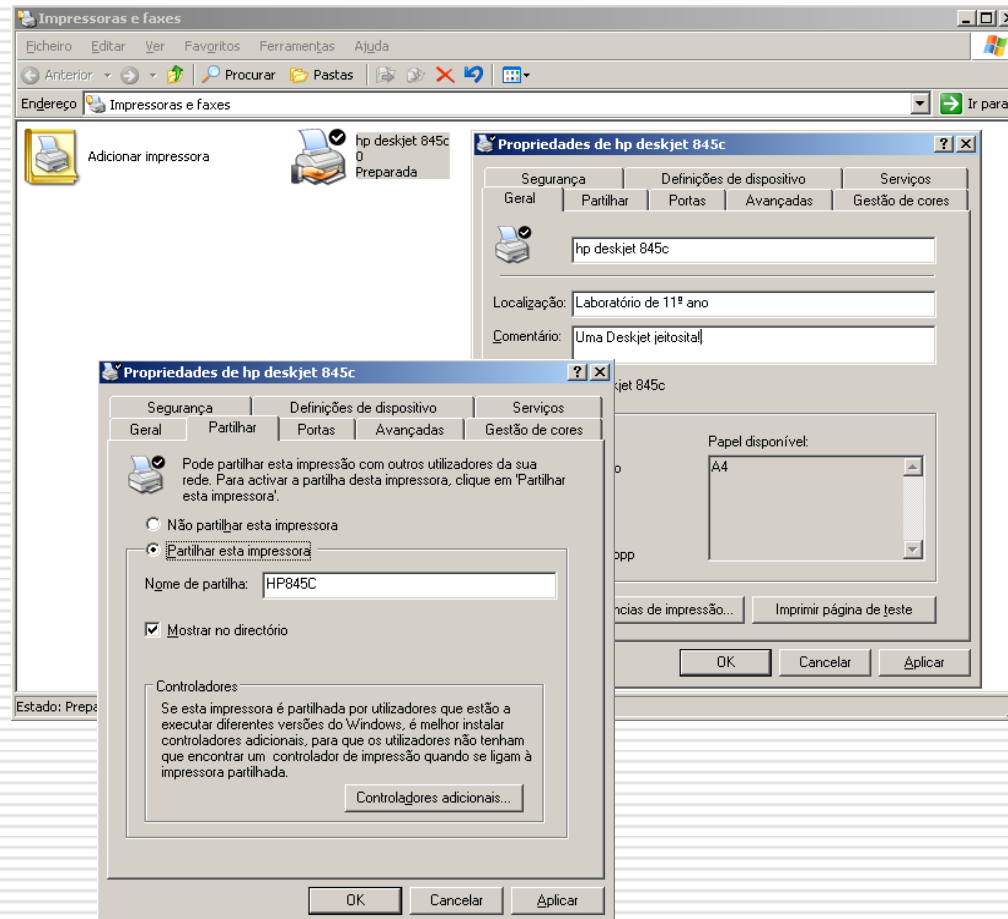 Impressoras e faxes
Ficheiro Editar Ver Favoritos Ferramentas Ajuda
Anterior Procurar Pastas
Endereço Impressoras e faxes Ir para
Adicionar impressora
hp deskjet 845c
0
Preparada
Propriedades de hp deskjet 845c
Segurança Definições de dispositivo Serviços
Geral Partilhar Portas Avançadas Gestão de cores
hp deskjet 845c
Localização: Laboratório de 11º ano
Comentário: Uma Deskjet jeitosita!
845c
Papel disponível:
A4
de impressão... Imprimir página de teste
OK Cancelar Aplicar
Estado:
Propriedades de hp deskjet 845c
Segurança Definições de dispositivo Serviços
Geral Partilhar Portas Avançadas Gestão de cores
Pode partilhar esta impressão com outros utilizadores da sua
rede. Para activar a partilha desta impressora, clique em 'Partilhar
esta impressora'.
Não partilhar esta impressora
Partilhar esta impressora
Nome de partilha: HP845C
Mostrar no directório
Controladores
Se esta impressora é partilhada por utilizadores que estão a
executar diferentes versões do Windows, é melhor instalar
controladores adicionais, para que os utilizadores não tenham
que encontrar um controlador de impressão quando se ligam à
impressora partilhada.
Controladores adicionais...
OK Cancelar Aplicar